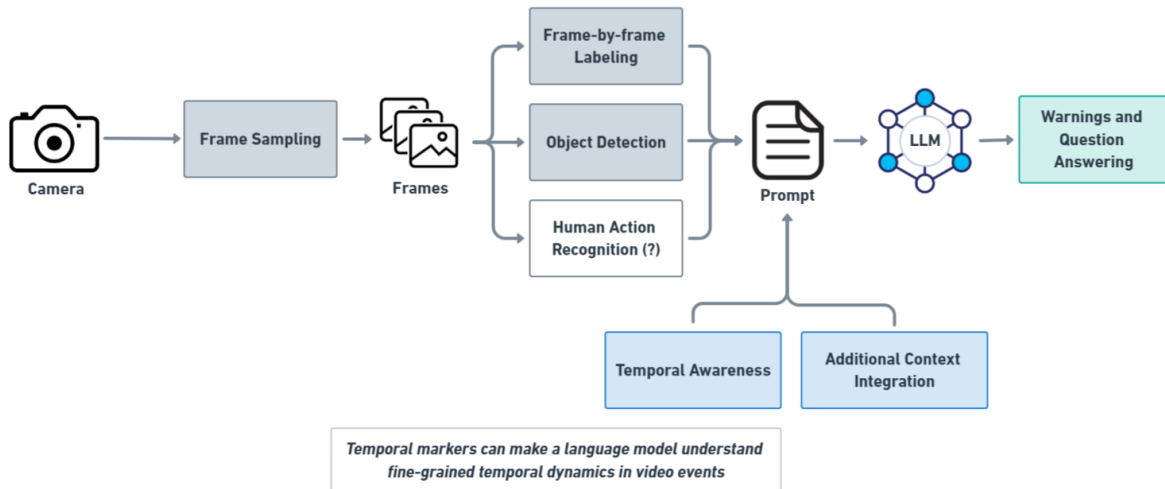 Frame-by-frame
Labeling
Camera
Frame Sampling
Frames
Object Detection
Human Action
Recognition (?)
Prompt
LLM
Warnings and
Question
Answering
Temporal Awareness
Additional Context
Integration
Temporal markers can make a language model understand
fine-grained temporal dynamics in video events